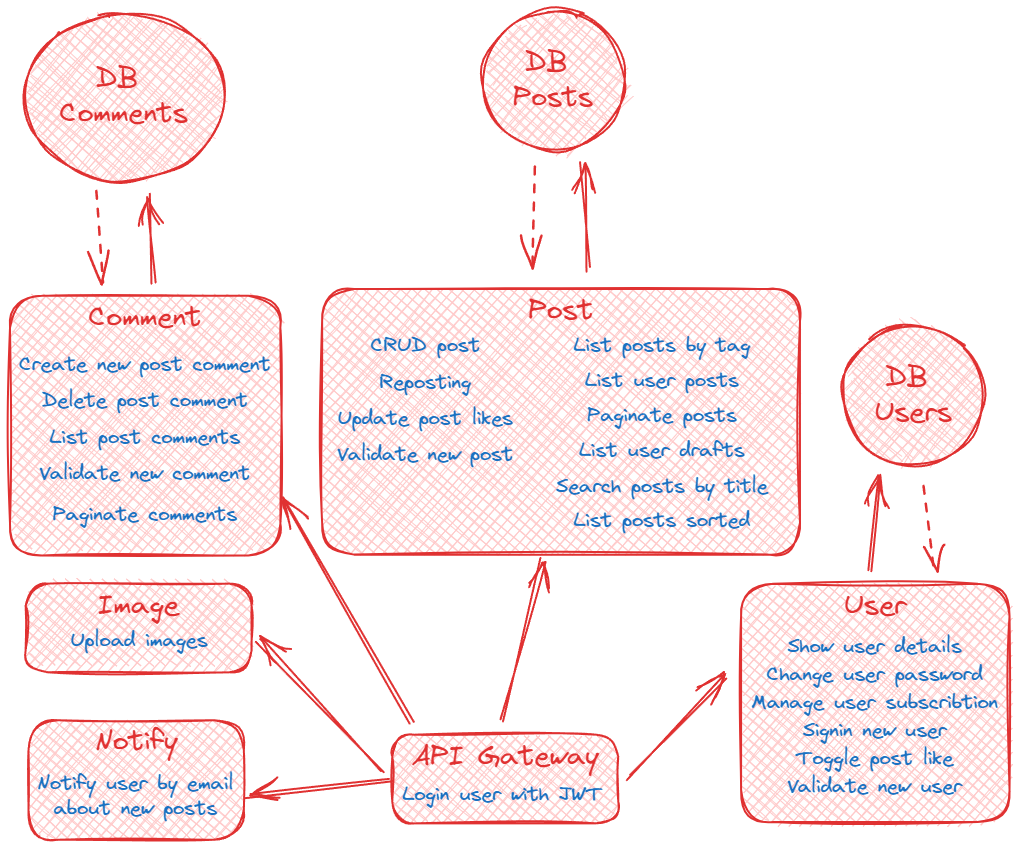 DB
Comments
DB
Posts
Comment
Create new post comment
Delete post comment
List post comments
Validate new comment
Paginate comments
Post
CRUD post
Reposting
Update post likes
Validate new post
List posts by tag
List user posts
Paginate posts
List user drafts
Search posts by title
List posts sorted
DB
Users
Image
Upload images
Notify
Notify user by email
about new posts
API Gateway
Login user with JWT
User
Show user details
Change user password
Manage user subscribtion
Signin new user
Toggle post like
Validate new user